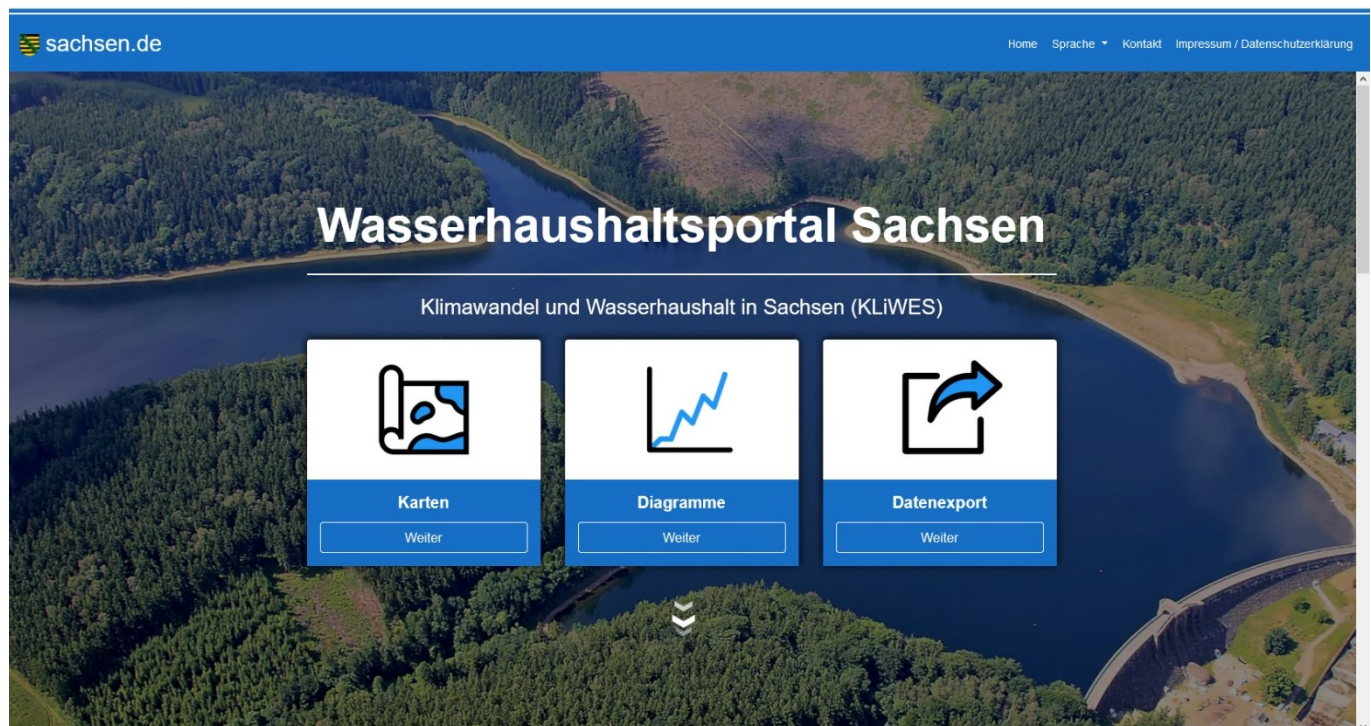 sachsen.de
Home Sprache Kontakt Impressum / Datenschutzerklärung
Wasserhaushaltsportal Sachsen
Klimawandel und Wasserhaushalt in Sachsen (KLiWES)
Karten Diagramme Datenexport
Weiter Weiter Weiter